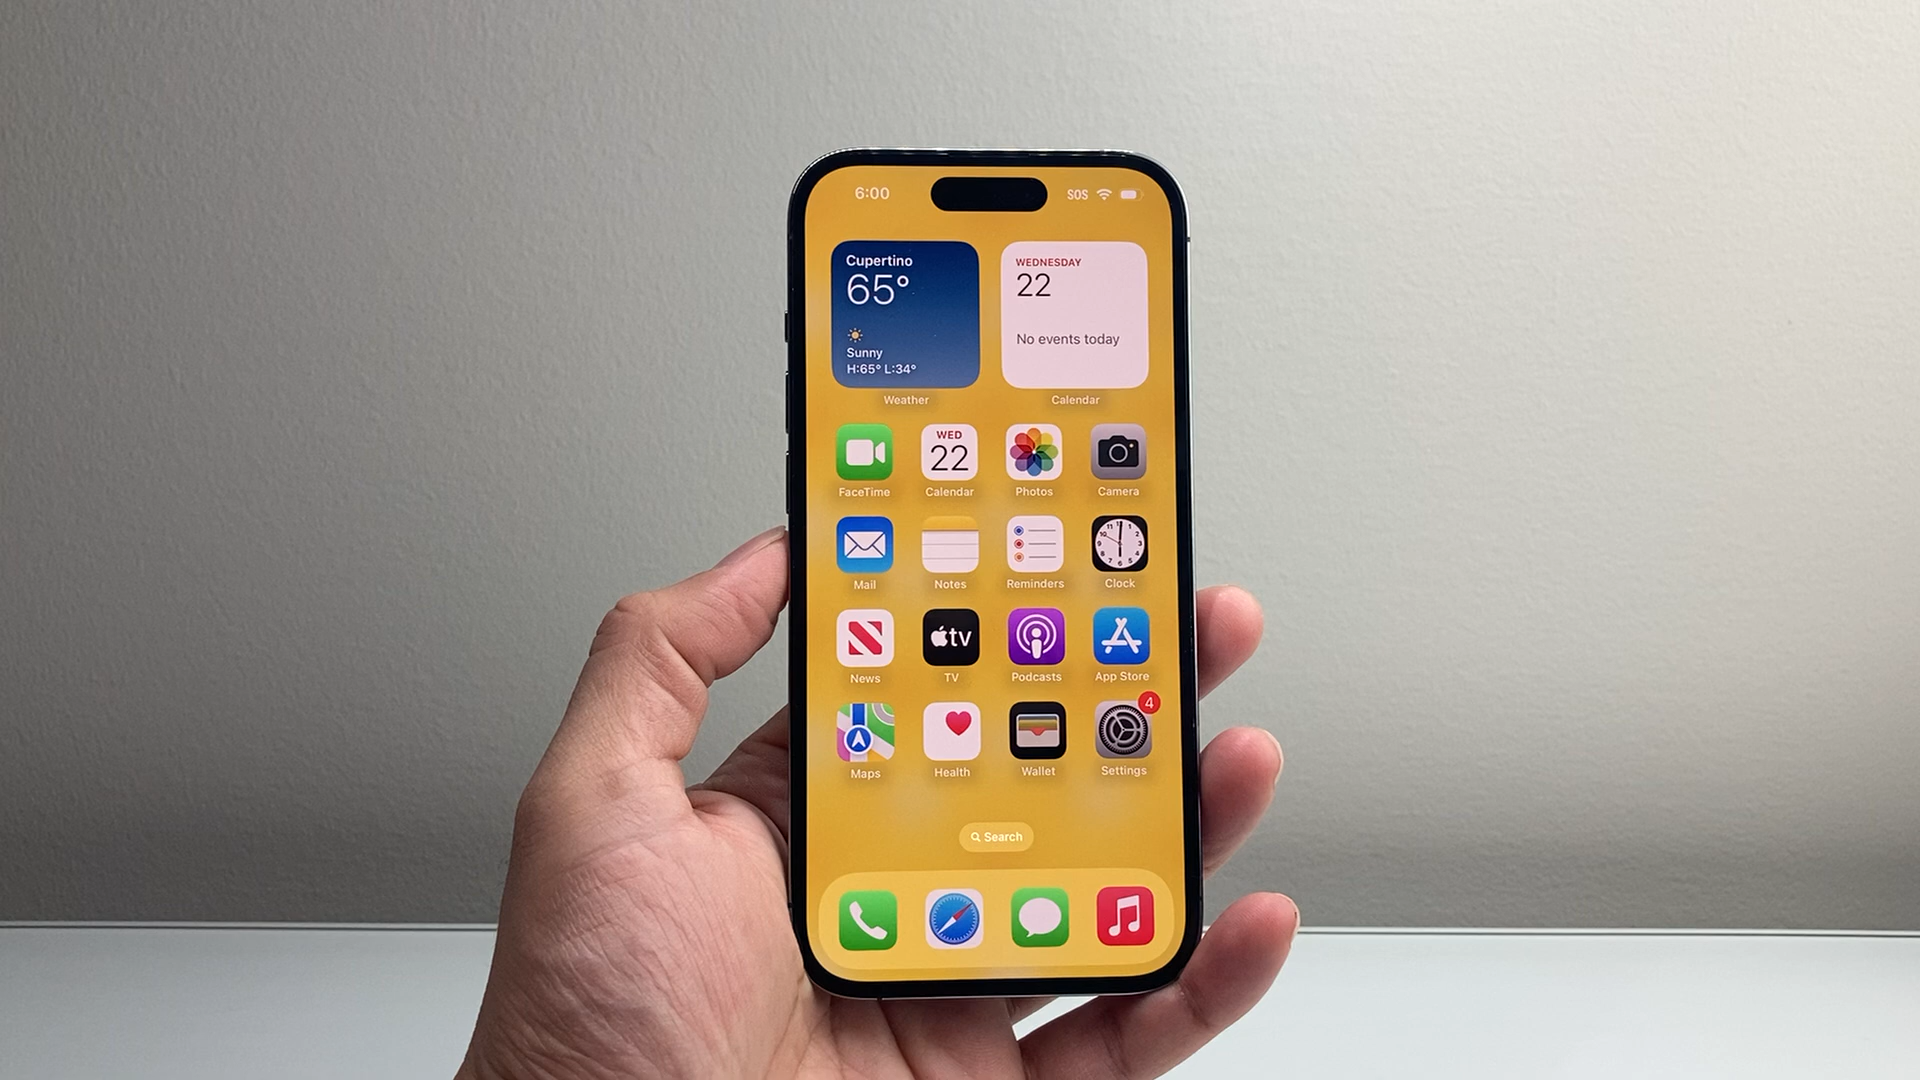 6:00
SOS
Cupertino
65°
Sunny
H:65° L:34°
Weather
WEDNESDAY
22
No events today
Calendar
FaceTime
WED
22
Calendar
Photos
Camera
Mail
Notes
Reminders
Clock
News
tv
TV
Podcasts
App Store
Maps
Health
Wallet
4
Settings
Search